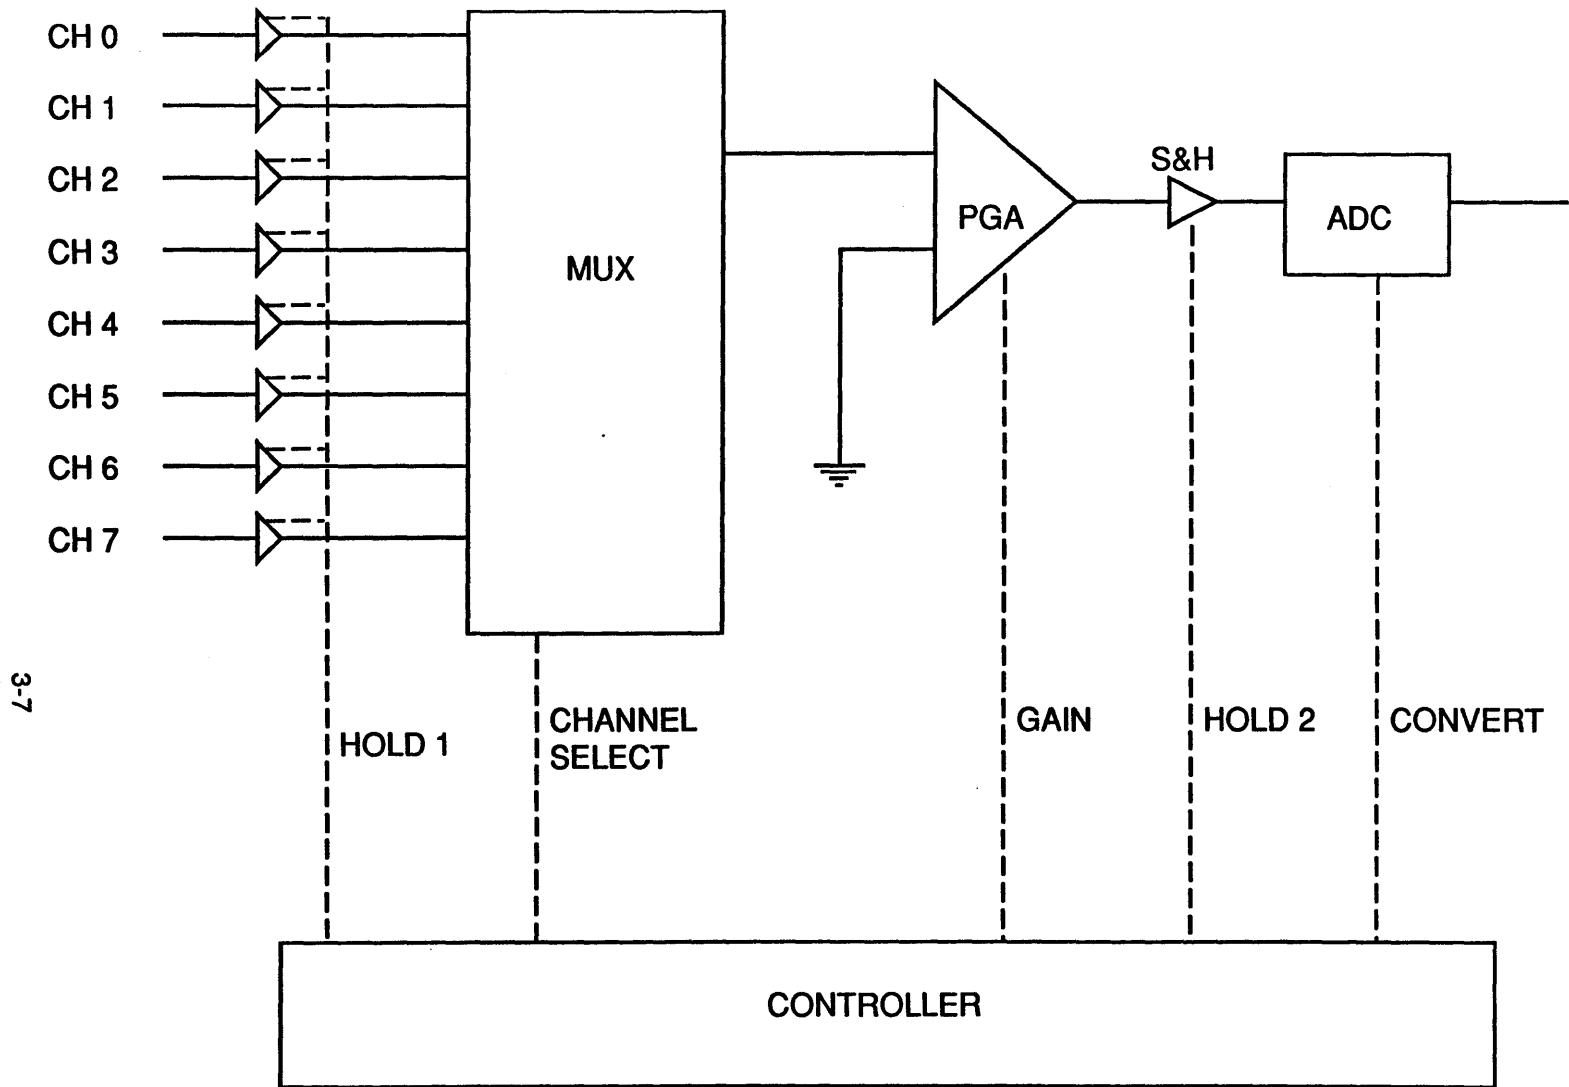 CH 0
CH 1
CH 2
CH 3
CH 4
CH 5
CH 6
CH 7
MUX
PGA
S&H
ADC
HOLD 1
CHANNEL
SELECT
GAIN
HOLD 2
CONVERT
CONTROLLER
3-7